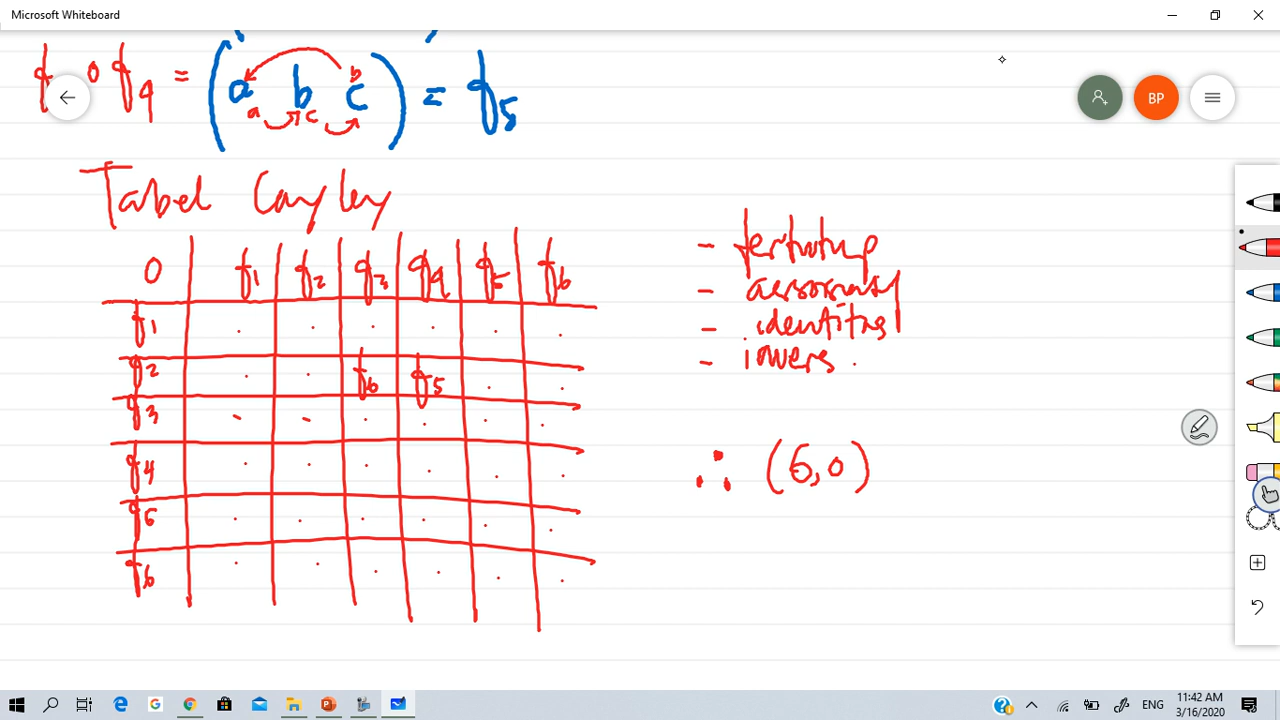 Microsoft Whiteboard
BP
f o f4 = (a b c) = f5
b
a c
Tabel Cayley
o f1 f2 f3 f4 f5 f6
f1 . . . . . .
f2 . . f6 f5 . .
f3 . . . . . .
f4 . . . . . .
f5 . . . . . .
f6 . . . . . .
- tertutup
- assosiatif
- identitas
- invers .
∴ (G,o)
ENG
11:42 AM
3/16/2020